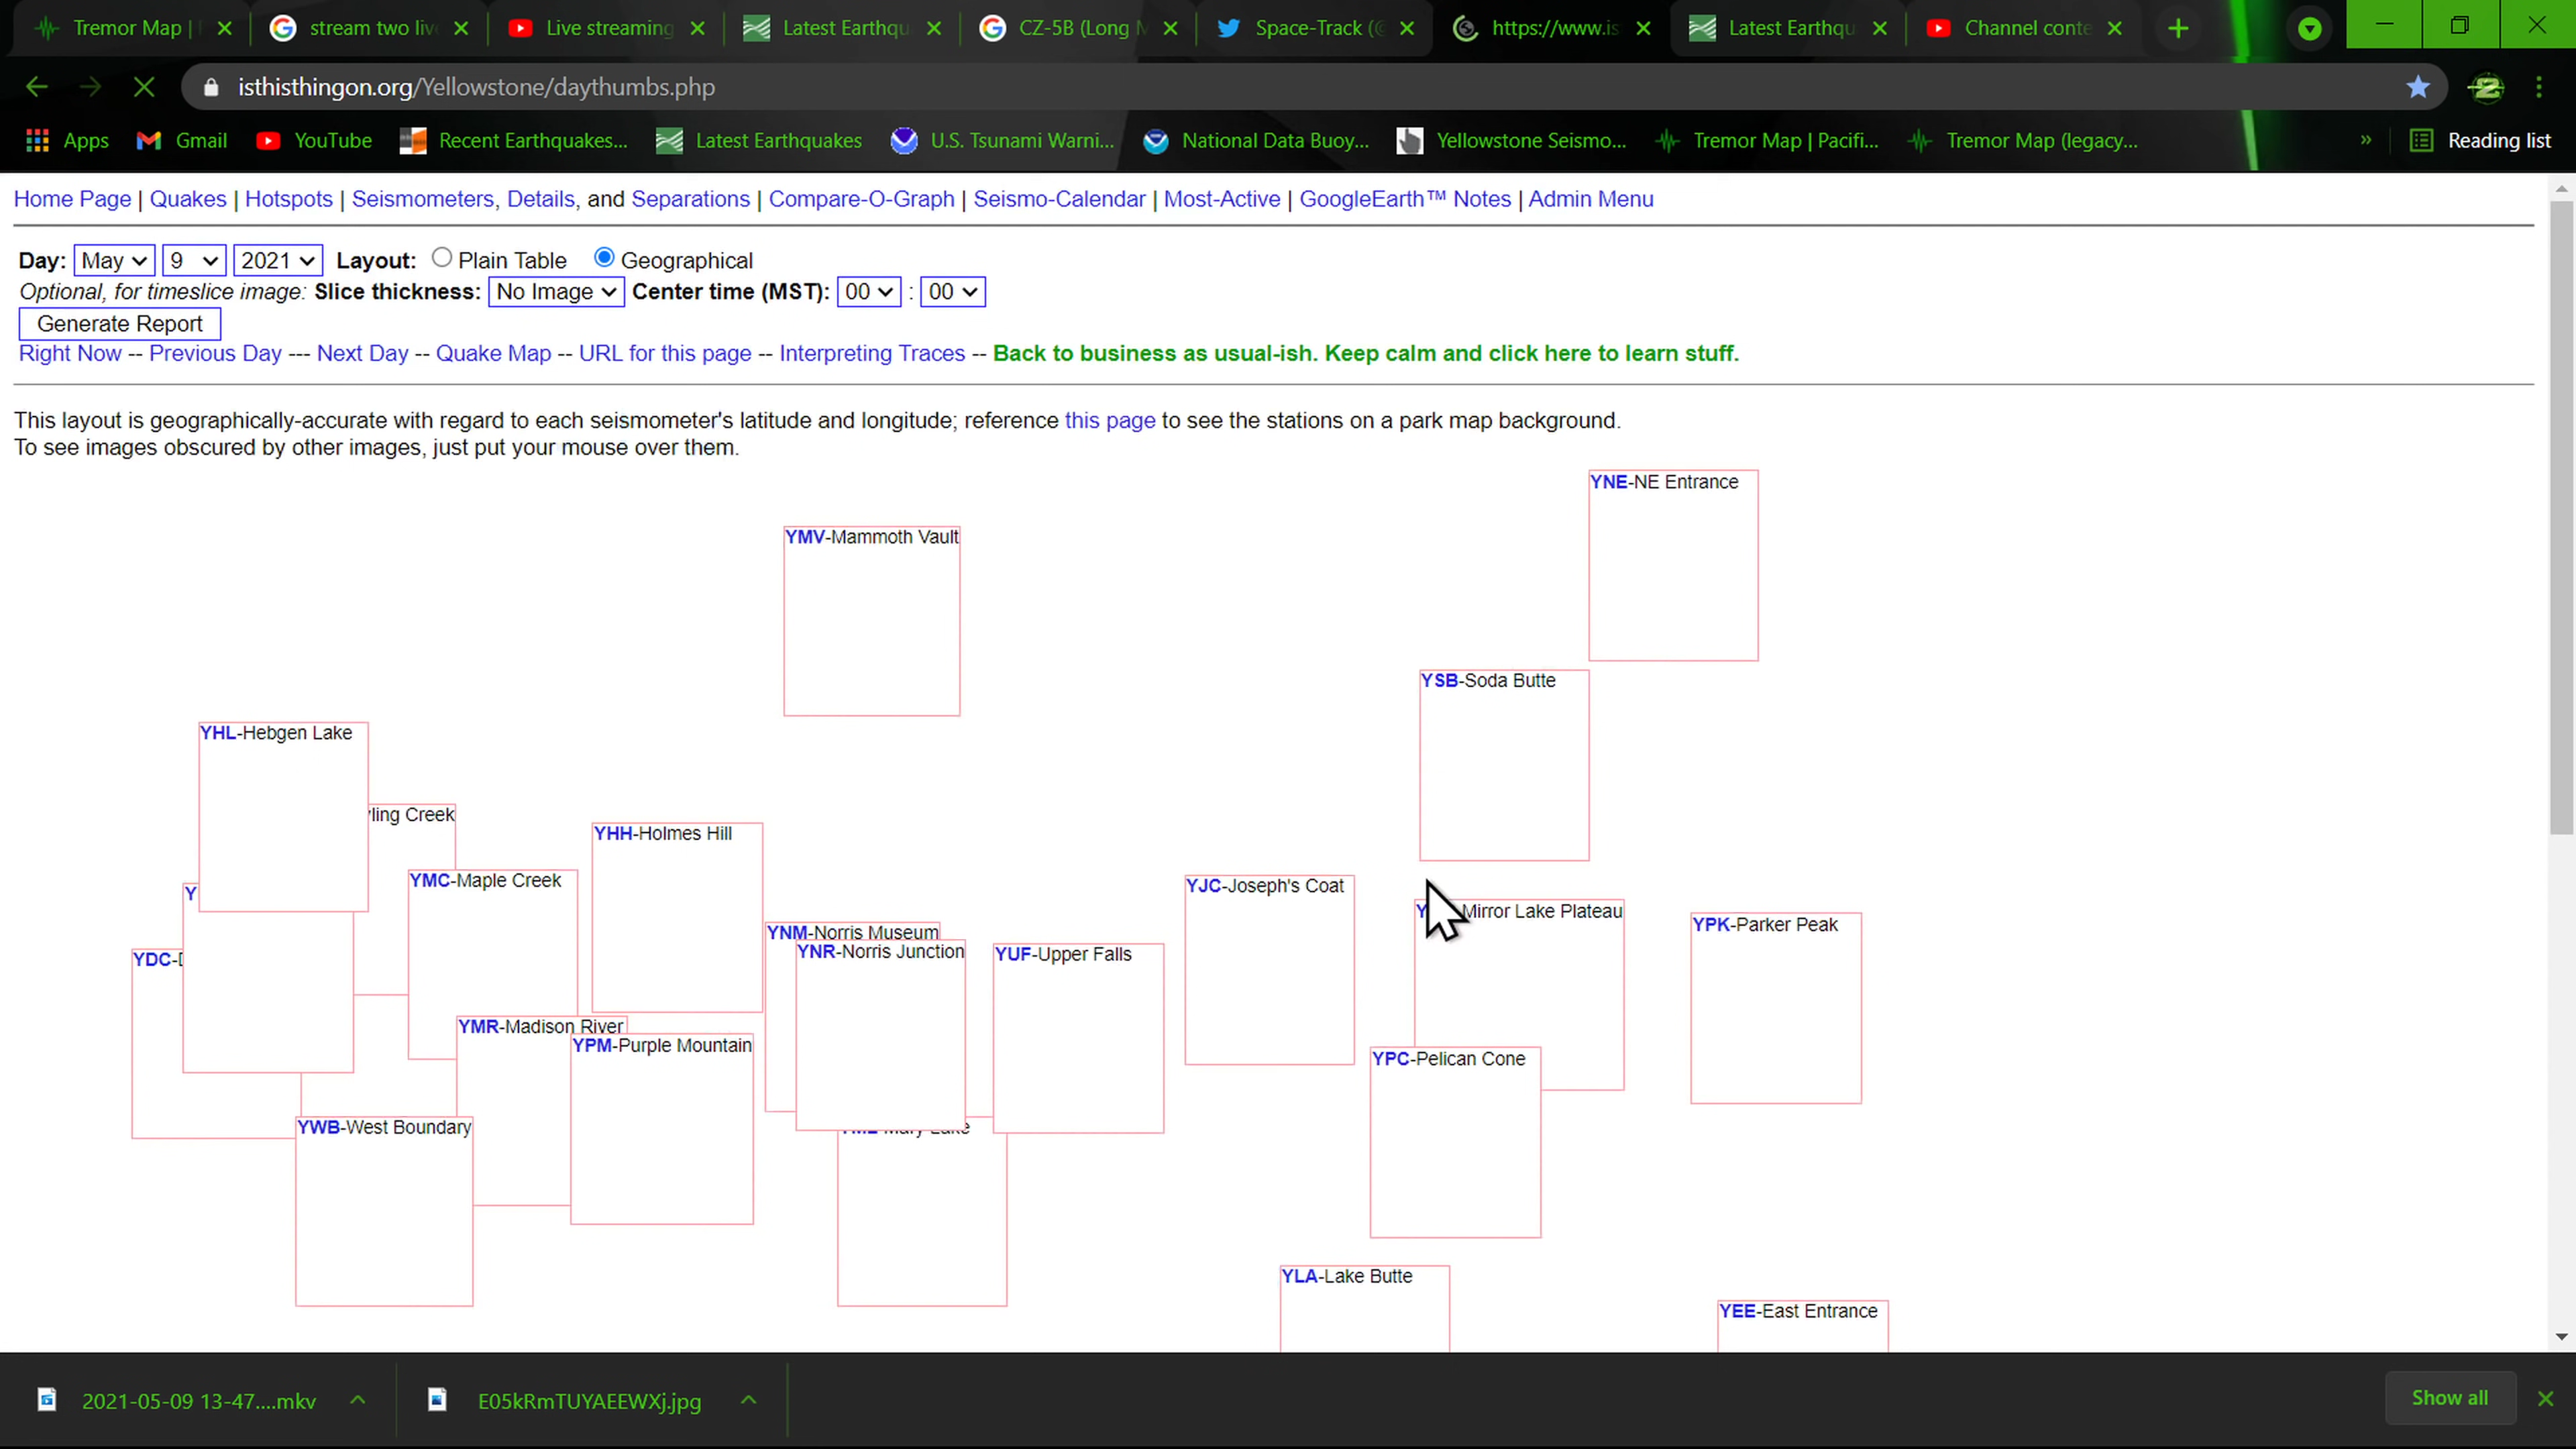 Tremor Map |
stream two liv
Live streaming
Latest Earthqu
CZ-5B (Long M
Space-Track (@
https://www.is
Latest Earthqu
Channel conte
isthisthingon.org/Yellowstone/daythumbs.php
Apps
Gmail
YouTube
Recent Earthquakes...
Latest Earthquakes
U.S. Tsunami Warni...
National Data Buoy...
Yellowstone Seismo...
Tremor Map | Pacifi...
Tremor Map (legacy...
»
Reading list
Home Page | Quakes | Hotspots | Seismometers, Details, and Separations | Compare-O-Graph | Seismo-Calendar | Most-Active | GoogleEarth™ Notes | Admin Menu
Day: May 9 2021 Layout: Plain Table Geographical
Optional, for timeslice image: Slice thickness: No Image Center time (MST): 00 : 00
Generate Report
Right Now -- Previous Day --- Next Day -- Quake Map -- URL for this page -- Interpreting Traces -- Back to business as usual-ish. Keep calm and click here to learn stuff.
This layout is geographically-accurate with regard to each seismometer's latitude and longitude; reference this page to see the stations on a park map background.
To see images obscured by other images, just put your mouse over them.
YNE-NE Entrance
YMV-Mammoth Vault
YSB-Soda Butte
YHL-Hebgen Lake
ling Creek
YHH-Holmes Hill
YMC-Maple Creek
YJC-Joseph's Coat
Y
Mirror Lake Plateau
YPK-Parker Peak
YNM-Norris Museum
YNR-Norris Junction
YUF-Upper Falls
YDC-
YMR-Madison River
YPM-Purple Mountain
YPC-Pelican Cone
YWB-West Boundary
Mary Lake
YLA-Lake Butte
YEE-East Entrance
2021-05-09 13-47....mkv
E05kRmTUYAEEWXj.jpg
Show all